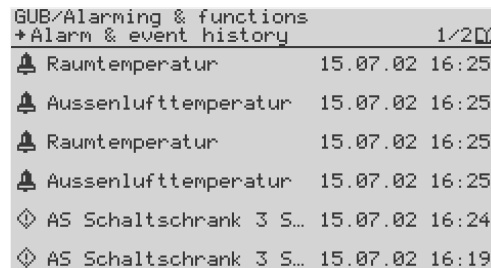 GUB/Alarming & functions
→Alarm & event history 1/2
Raumtemperatur 15.07.02 16:25
Aussenlufttemperatur 15.07.02 16:25
Raumtemperatur 15.07.02 16:25
Aussenlufttemperatur 15.07.02 16:25
AS Schaltschrank 3 S… 15.07.02 16:24
AS Schaltschrank 3 S… 15.07.02 16:19